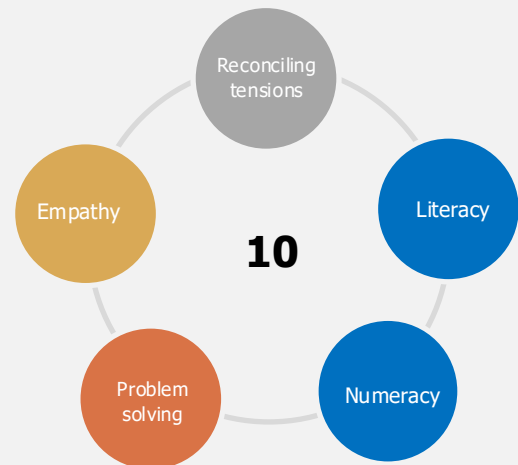 Reconciling
tensions
Literacy
Empathy
10
Numeracy
Problem
solving